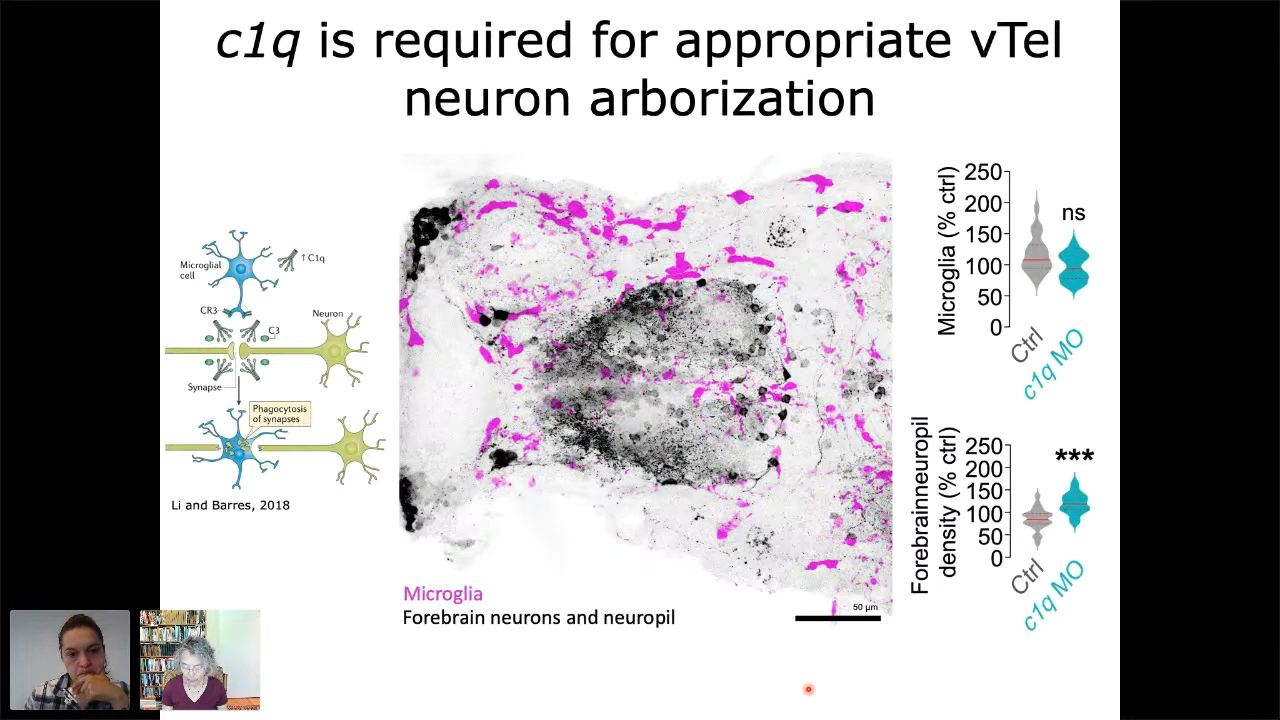 c1q is required for appropriate vTel
neuron arborization
Microglial
cell
↑ C1q
CR3
C3
Neuron
Synapse
Phagocytosis
of synapses
Li and Barres, 2018
Microglia
Forebrain neurons and neuropil
50 µm
Microglia (% ctrl)
250
200
150
100
50
0
ns
Ctrl
c1q MO
Forebrainneuropil
density (% ctrl)
250
200
150
100
50
0
***
Ctrl
c1q MO